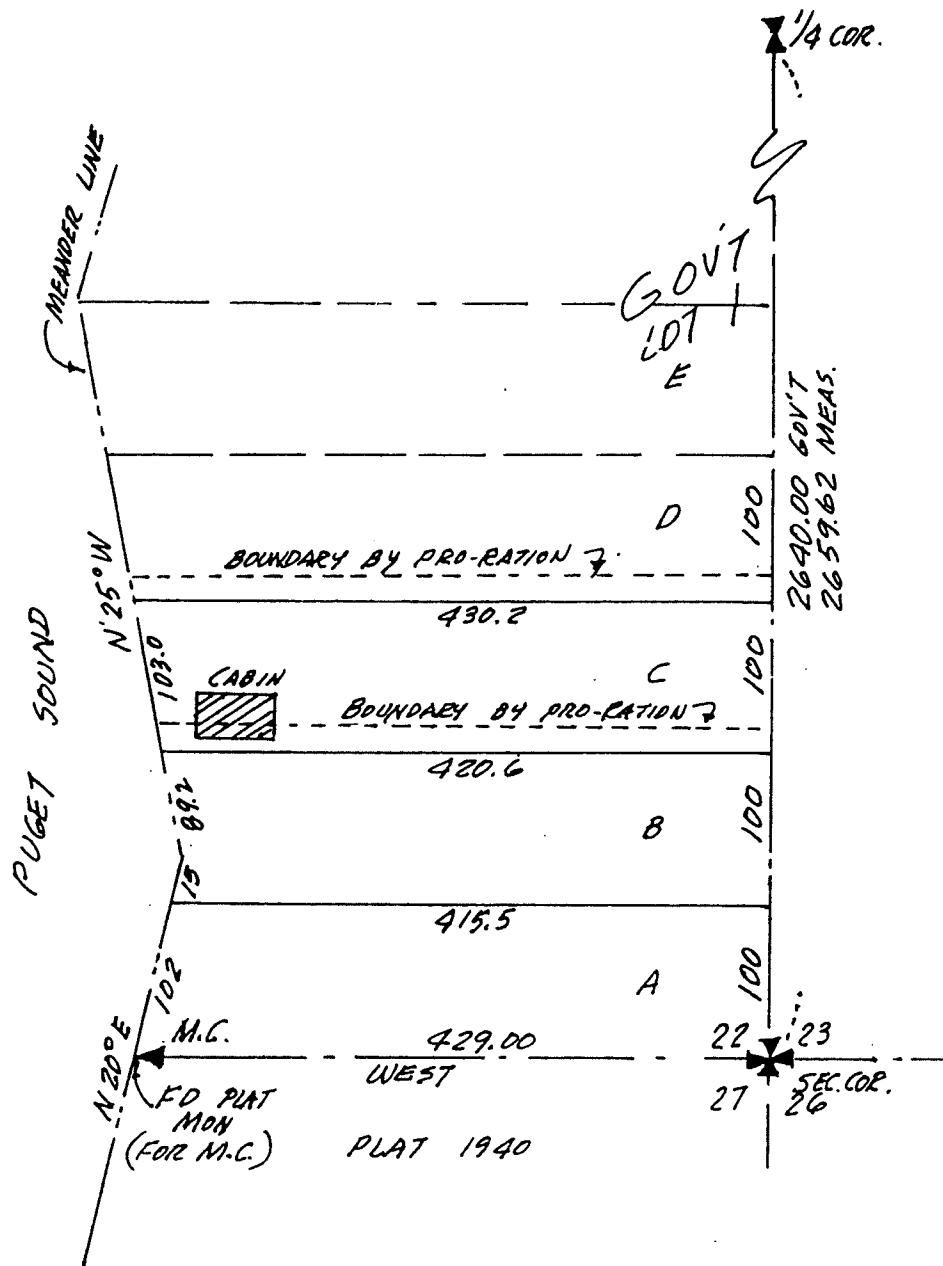 1/4 COR.
MEANDER LINE
GOV'T
LOT 1
E
2640.00 GOV'T
2659.62 MEAS.
D
100
BOUNDARY BY PRO-RATION
N 25° W
430.2
PUGET SOUND
103.0
CABIN
C
100
BOUNDARY BY PRO-RATION
420.6
89.2
B
100
15
415.5
102
A
100
N 20° E
M.C.
429.00
WEST
22 23
27 26
SEC. COR.
FD PLAT
MON
(FOR M.C.)
PLAT 1940